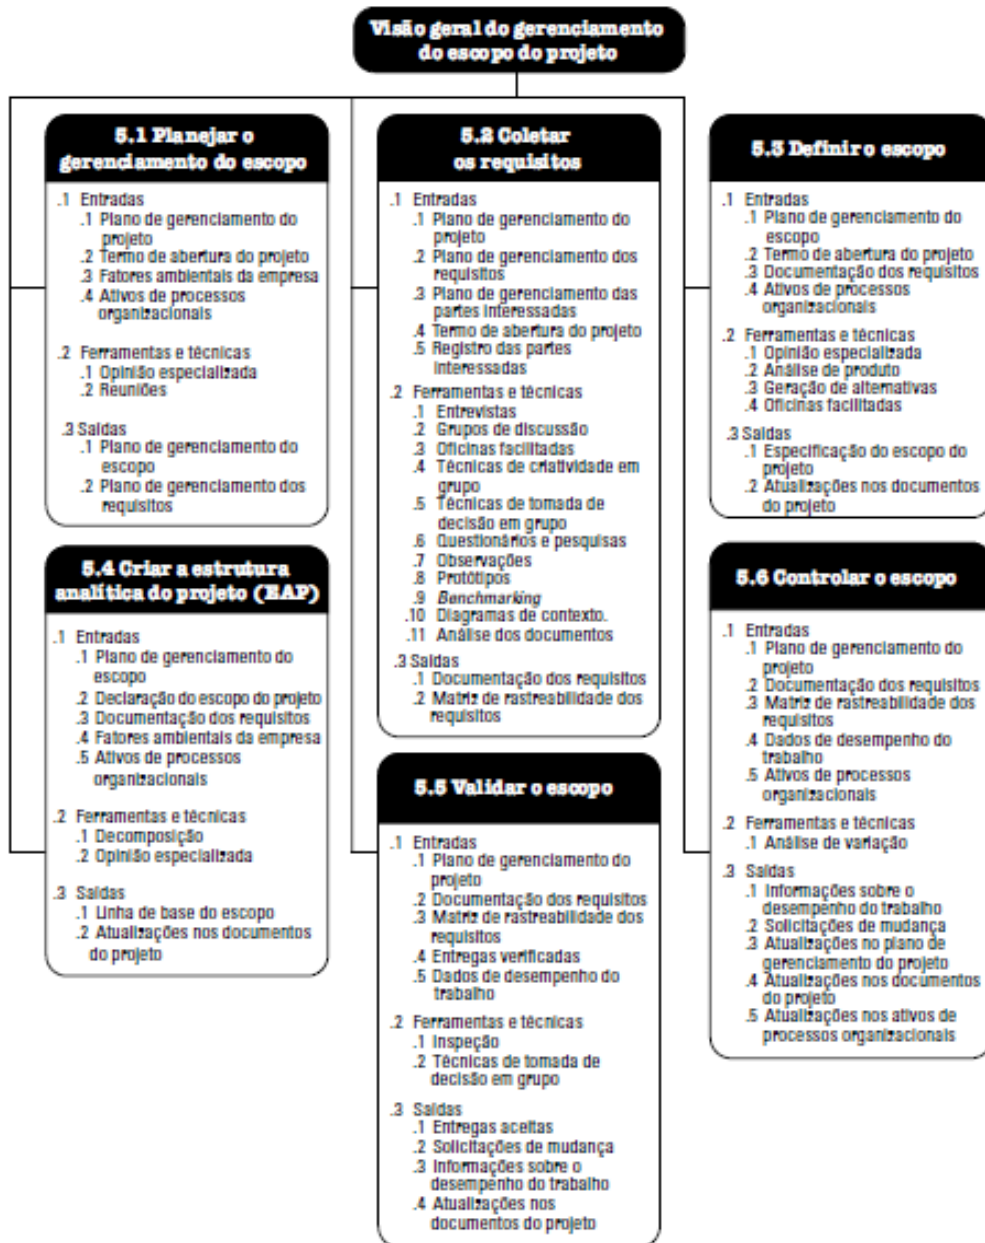 Visão geral do gerenciamento
do escopo do projeto
5.1 Planejar o
gerenciamento do escopo
.1 Entradas
.1 Plano de gerenciamento do
projeto
.2 Termo de abertura do projeto
.3 Fatores ambientais da empresa
.4 Ativos de processos
organizacionais
.2 Ferramentas e técnicas
.1 Opinião especializada
.2 Reuniões
.3 Saídas
.1 Plano de gerenciamento do
escopo
.2 Plano de gerenciamento dos
requisitos
5.2 Coletar
os requisitos
.1 Entradas
.1 Plano de gerenciamento do
projeto
.2 Plano de gerenciamento dos
requisitos
.3 Plano de gerenciamento das
partes interessadas
.4 Termo de abertura do projeto
.5 Registro das partes
interessadas
.2 Ferramentas e técnicas
.1 Entrevistas
.2 Grupos de discussão
.3 Oficinas facilitadas
.4 Técnicas de criatividade em
grupo
.5 Técnicas de tomada de
decisão em grupo
.6 Questionários e pesquisas
.7 Observações
.8 Protótipos
.9 Benchmarking
.10 Diagramas de contexto.
.11 Análise dos documentos
.3 Saídas
.1 Documentação dos requisitos
.2 Matriz de rastreabilidade dos
requisitos
5.3 Definir o escopo
.1 Entradas
.1 Plano de gerenciamento do
escopo
.2 Termo de abertura do projeto
.3 Documentação dos requisitos
.4 Ativos de processos
organizacionais
.2 Ferramentas e técnicas
.1 Opinião especializada
.2 Análise de produto
.3 Geração de alternativas
.4 Oficinas facilitadas
.3 Saídas
.1 Especificação do escopo do
projeto
.2 Atualizações nos documentos
do projeto
5.4 Criar a estrutura
analítica do projeto (EAP)
.1 Entradas
.1 Plano de gerenciamento do
escopo
.2 Declaração do escopo do projeto
.3 Documentação dos requisitos
.4 Fatores ambientais da empresa
.5 Ativos de processos
organizacionais
.2 Ferramentas e técnicas
.1 Decomposição
.2 Opinião especializada
.3 Saídas
.1 Linha de base do escopo
.2 Atualizações nos documentos
do projeto
5.5 Validar o escopo
.1 Entradas
.1 Plano de gerenciamento do
projeto
.2 Documentação dos requisitos
.3 Matriz de rastreabilidade dos
requisitos
.4 Entregas verificadas
.5 Dados de desempenho do
trabalho
.2 Ferramentas e técnicas
.1 Inspeção
.2 Técnicas de tomada de
decisão em grupo
.3 Saídas
.1 Entregas aceitas
.2 Solicitações de mudança
.3 Informações sobre o
desempenho do trabalho
.4 Atualizações nos
documentos do projeto
5.6 Controlar o escopo
.1 Entradas
.1 Plano de gerenciamento do
projeto
.2 Documentação dos requisitos
.3 Matriz de rastreabilidade dos
requisitos
.4 Dados de desempenho do
trabalho
.5 Ativos de processos
organizacionais
.2 Ferramentas e técnicas
.1 Análise de variação
.3 Saídas
.1 Informações sobre o
desempenho do trabalho
.2 Solicitações de mudança
.3 Atualizações no plano de
gerenciamento do projeto
.4 Atualizações nos documentos
do projeto
.5 Atualizações nos ativos de
processos organizacionais